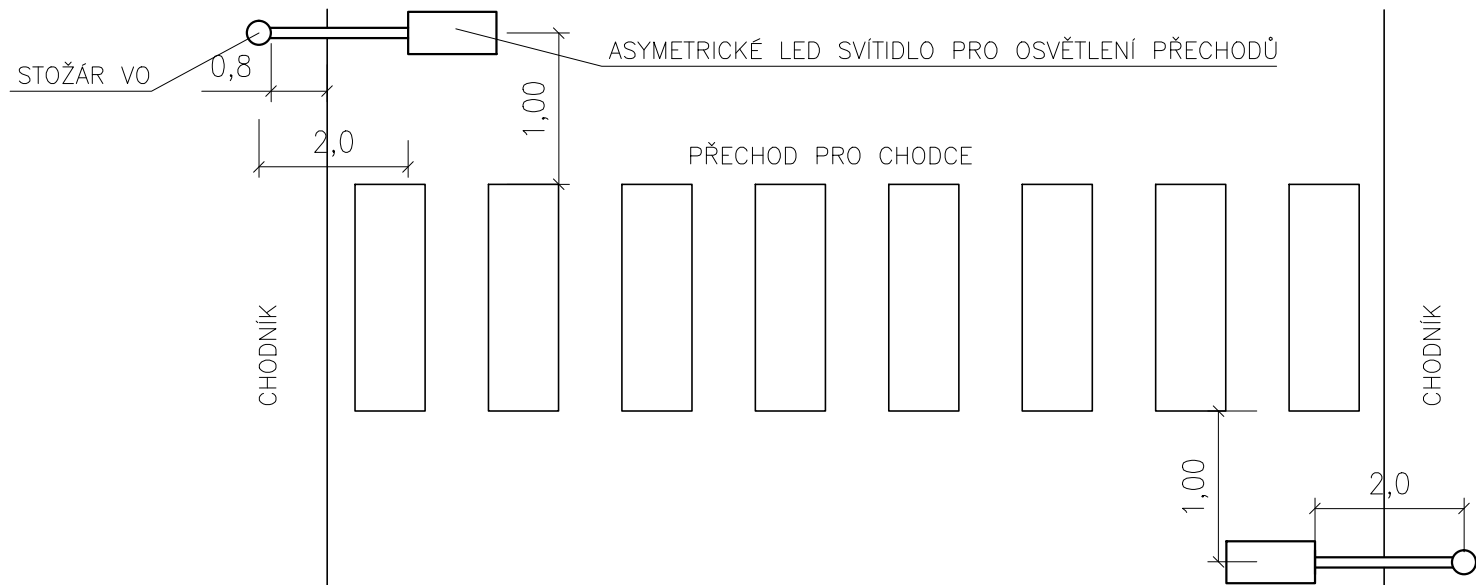 STOŽÁR VO
0,8
ASYMETRICKÉ LED SVÍTIDLO PRO OSVĚTLENÍ PŘECHODŮ
1,00
2,0
PŘECHOD PRO CHODCE
CHODNÍK
CHODNÍK
1,00
2,0